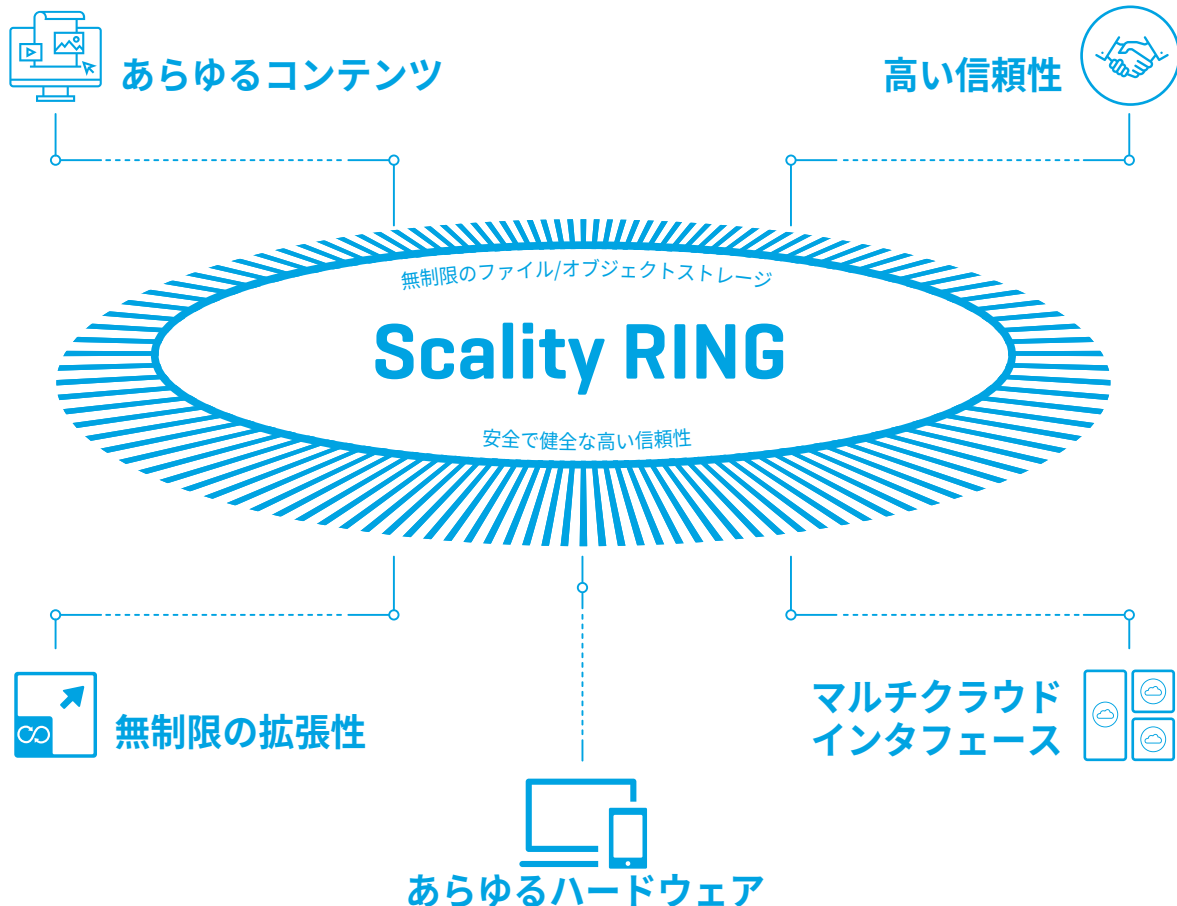 あらゆるコンテンツ
高い信頼性
無制限のファイル/オブジェクトストレージ
Scality RING
安全で健全な高い信頼性
無制限の拡張性
マルチクラウド
インタフェース
あらゆるハードウェア